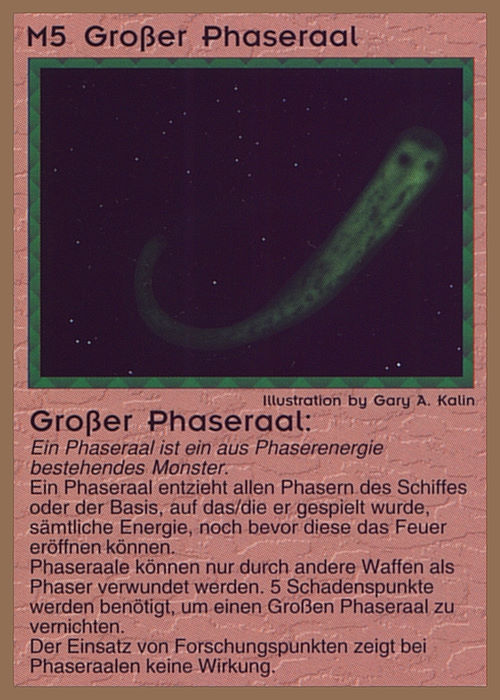 M5 Großer Phaseraal
Illustration by Gary A. Kalin
Großer Phaseraal:
Ein Phaseraal ist ein aus Phaserenergie
bestehendes Monster.
Ein Phaseraal entzieht allen Phasern des Schiffes
oder der Basis, auf das/die er gespielt wurde,
sämtliche Energie, noch bevor diese das Feuer
eröffnen können.
Phaseraale können nur durch andere Waffen als
Phaser verwundet werden. 5 Schadenspunkte
werden benötigt, um einen Großen Phaseraal zu
vernichten.
Der Einsatz von Forschungspunkten zeigt bei
Phaseraalen keine Wirkung.